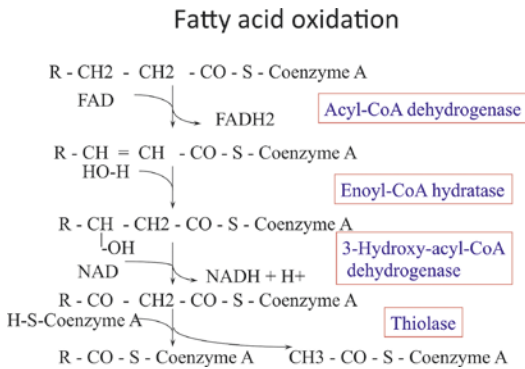 Fatty acid oxidation
R - CH2 - CH2 - CO - S - Coenzyme A
FAD
FADH2
Acyl-CoA dehydrogenase
R - CH = CH - CO - S - Coenzyme A
HO-H
Enoyl-CoA hydratase
R - CH - CH2 - CO - S - Coenzyme A
-OH
3-Hydroxy-acyl-CoA
dehydrogenase
NAD
NADH + H+
R - CO - CH2 - CO - S - Coenzyme A
H-S-Coenzyme A
Thiolase
R - CO - S - Coenzyme A CH3 - CO - S - Coenzyme A